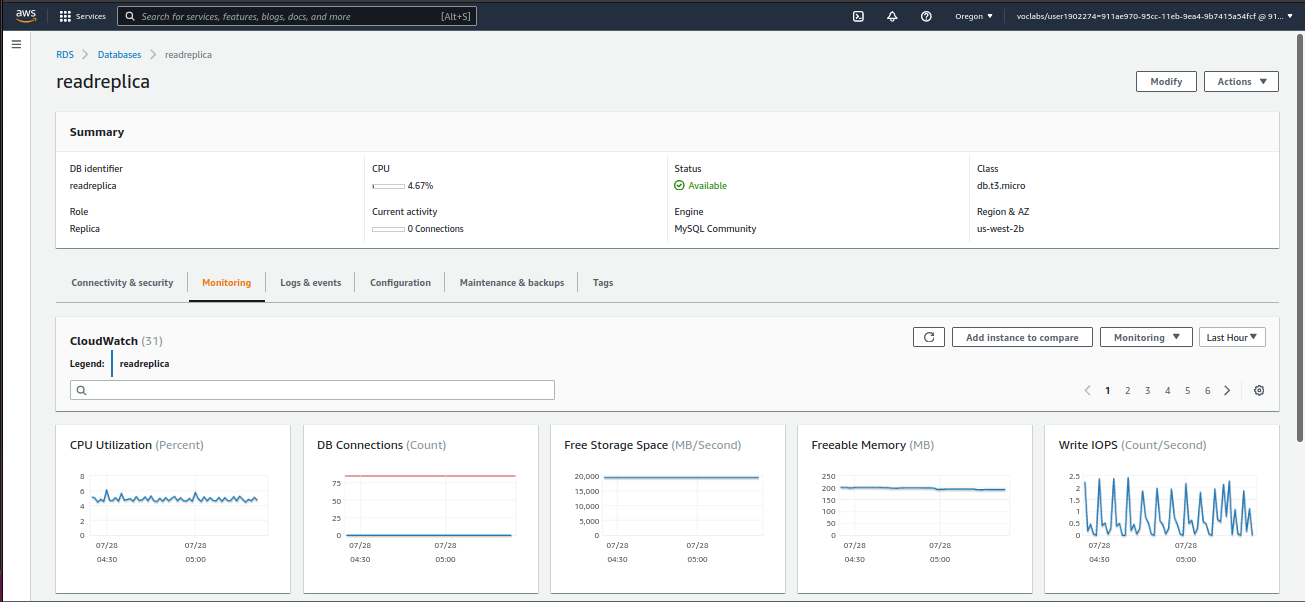 aws Services Search for services, features, blogs, docs, and more [Alt+S] Oregon ▼ voclabs/user1902274=911ae970-95cc-11eb-9ea4-9b7415a54fcf @ 91... ▼
RDS > Databases > readreplica
readreplica
Modify Actions ▼
Summary
DB identifier CPU Status Class
readreplica 4.67% Available db.t3.micro
Role Current activity Engine Region & AZ
Replica 0 Connections MySQL Community us-west-2b
Connectivity & security Monitoring Logs & events Configuration Maintenance & backups Tags
CloudWatch (31) Add instance to compare Monitoring ▼ Last Hour ▼
Legend: readreplica
1 2 3 4 5 6
CPU Utilization (Percent)
8
6
4
2
0
07/28 07/28
04:30 05:00
DB Connections (Count)
75
50
25
0
07/28 07/28
04:30 05:00
Free Storage Space (MB/Second)
20,000
15,000
10,000
5,000
0
07/28 07/28
04:30 05:00
Freeable Memory (MB)
250
200
150
100
50
0
07/28 07/28
04:30 05:00
Write IOPS (Count/Second)
2.5
2
1.5
1
0.5
0
07/28 07/28
04:30 05:00